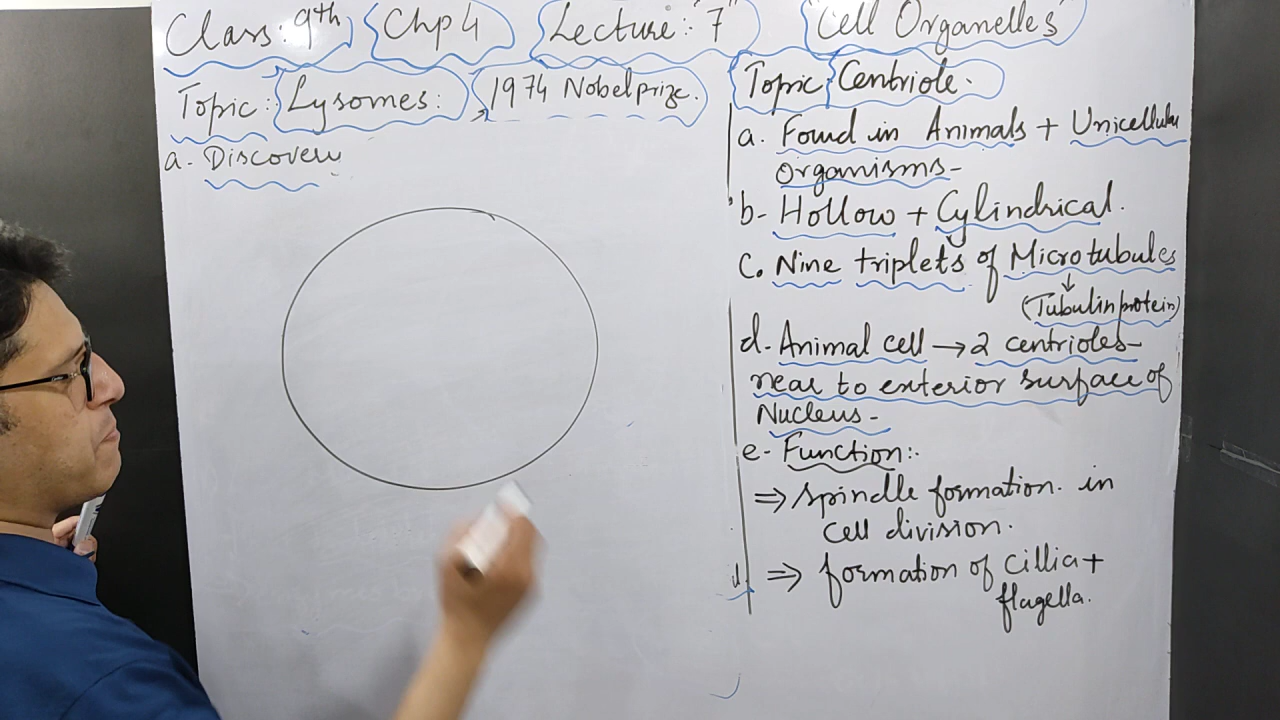 Class: 9th Chp 4 Lecture: "7" "Cell Organelles"
Topic: Lysomes: 1974 Nobel prize.
a. Discovery
Topic Centriole.
a. Found in Animals + Unicellular
Organisms-
b- Hollow + Cylindrical.
C. Nine triplets of Microtubules
(Tubulin protein)
d. Animal cell → 2 centrioles-
near to exterior surface of
Nucleus -
e- Function:-
⇒ spindle formation. in
Cell division.
⇒ formation of Cillia +
flagella.